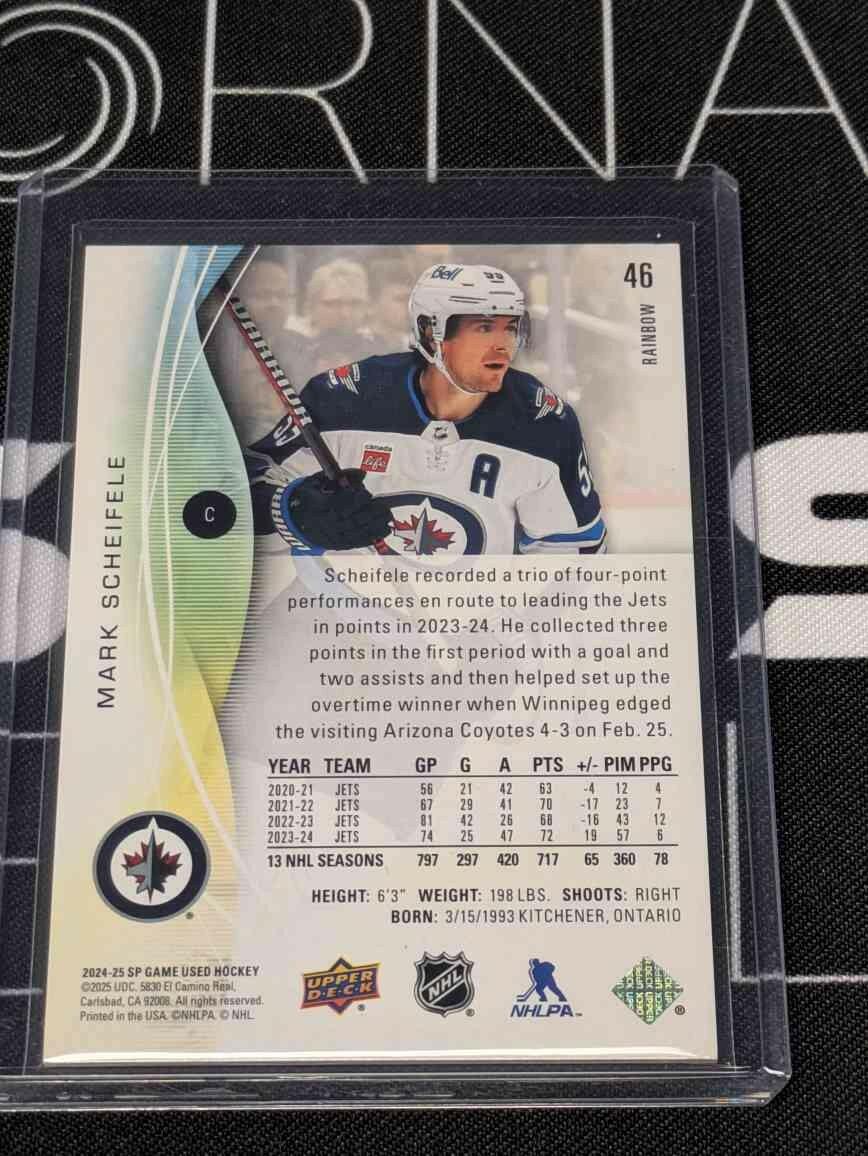 ORNA
S
46
RAINBOW
Bell
55
WARRIOR
canada
life
A
C
MARK SCHEIFELE
Scheifele recorded a trio of four-point
performances en route to leading the Jets
in points in 2023-24. He collected three
points in the first period with a goal and
two assists and then helped set up the
overtime winner when Winnipeg edged
the visiting Arizona Coyotes 4-3 on Feb. 25.
YEAR TEAM GP G A PTS +/- PIM PPG
2020-21 JETS 56 21 42 63 -4 12 4
2021-22 JETS 67 29 41 70 -17 23 7
2022-23 JETS 81 42 26 68 -16 43 12
2023-24 JETS 74 25 47 72 19 57 6
13 NHL SEASONS 797 297 420 717 65 360 78
HEIGHT: 6'3" WEIGHT: 198 LBS. SHOOTS: RIGHT
BORN: 3/15/1993 KITCHENER, ONTARIO
2024-25 SP GAME USED HOCKEY
©2025 UDC. 5830 El Camino Real,
Carlsbad, CA 92008. All rights reserved.
Printed in the USA. ©NHLPA. © NHL.
UPPER
D·E·C·K
NHL
NHLPA™
®